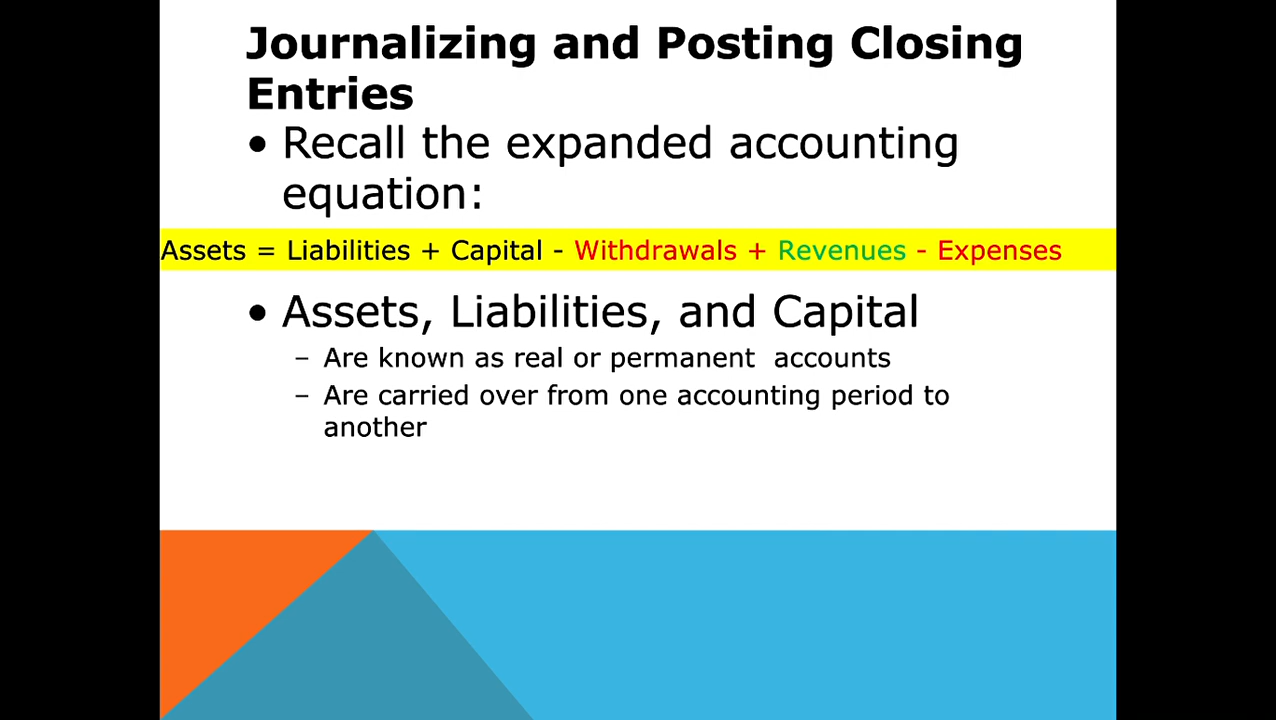 Journalizing and Posting Closing
Entries
• Recall the expanded accounting
equation:
Assets = Liabilities + Capital - Withdrawals + Revenues - Expenses
• Assets, Liabilities, and Capital
– Are known as real or permanent  accounts
– Are carried over from one accounting period to
another